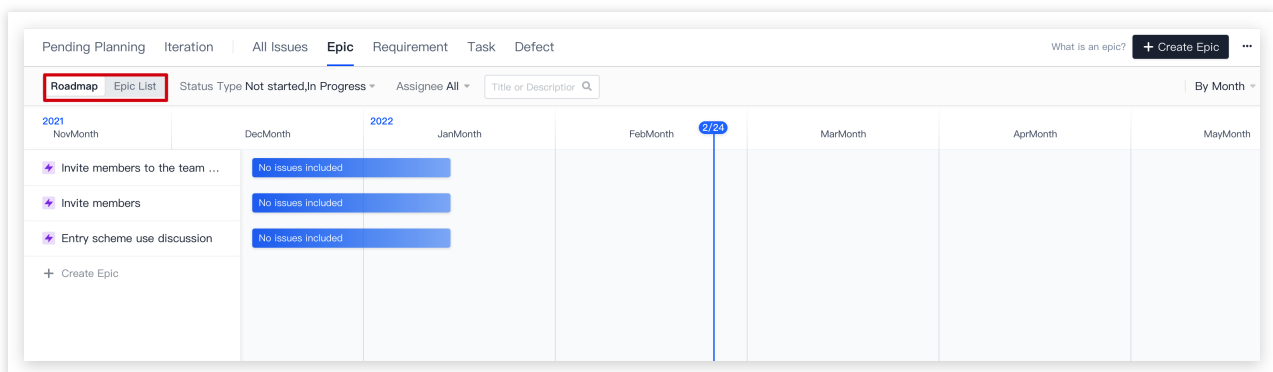 Pending Planning Iteration All Issues Epic Requirement Task Defect What is an epic? + Create Epic ...
Roadmap Epic List Status Type Not started,In Progress Assignee All Title or Descriptior By Month
2021 2022
NovMonth DecMonth JanMonth FebMonth 2/24 MarMonth AprMonth MayMonth
Invite members to the team ... No issues included
Invite members No issues included
Entry scheme use discussion No issues included
+ Create Epic